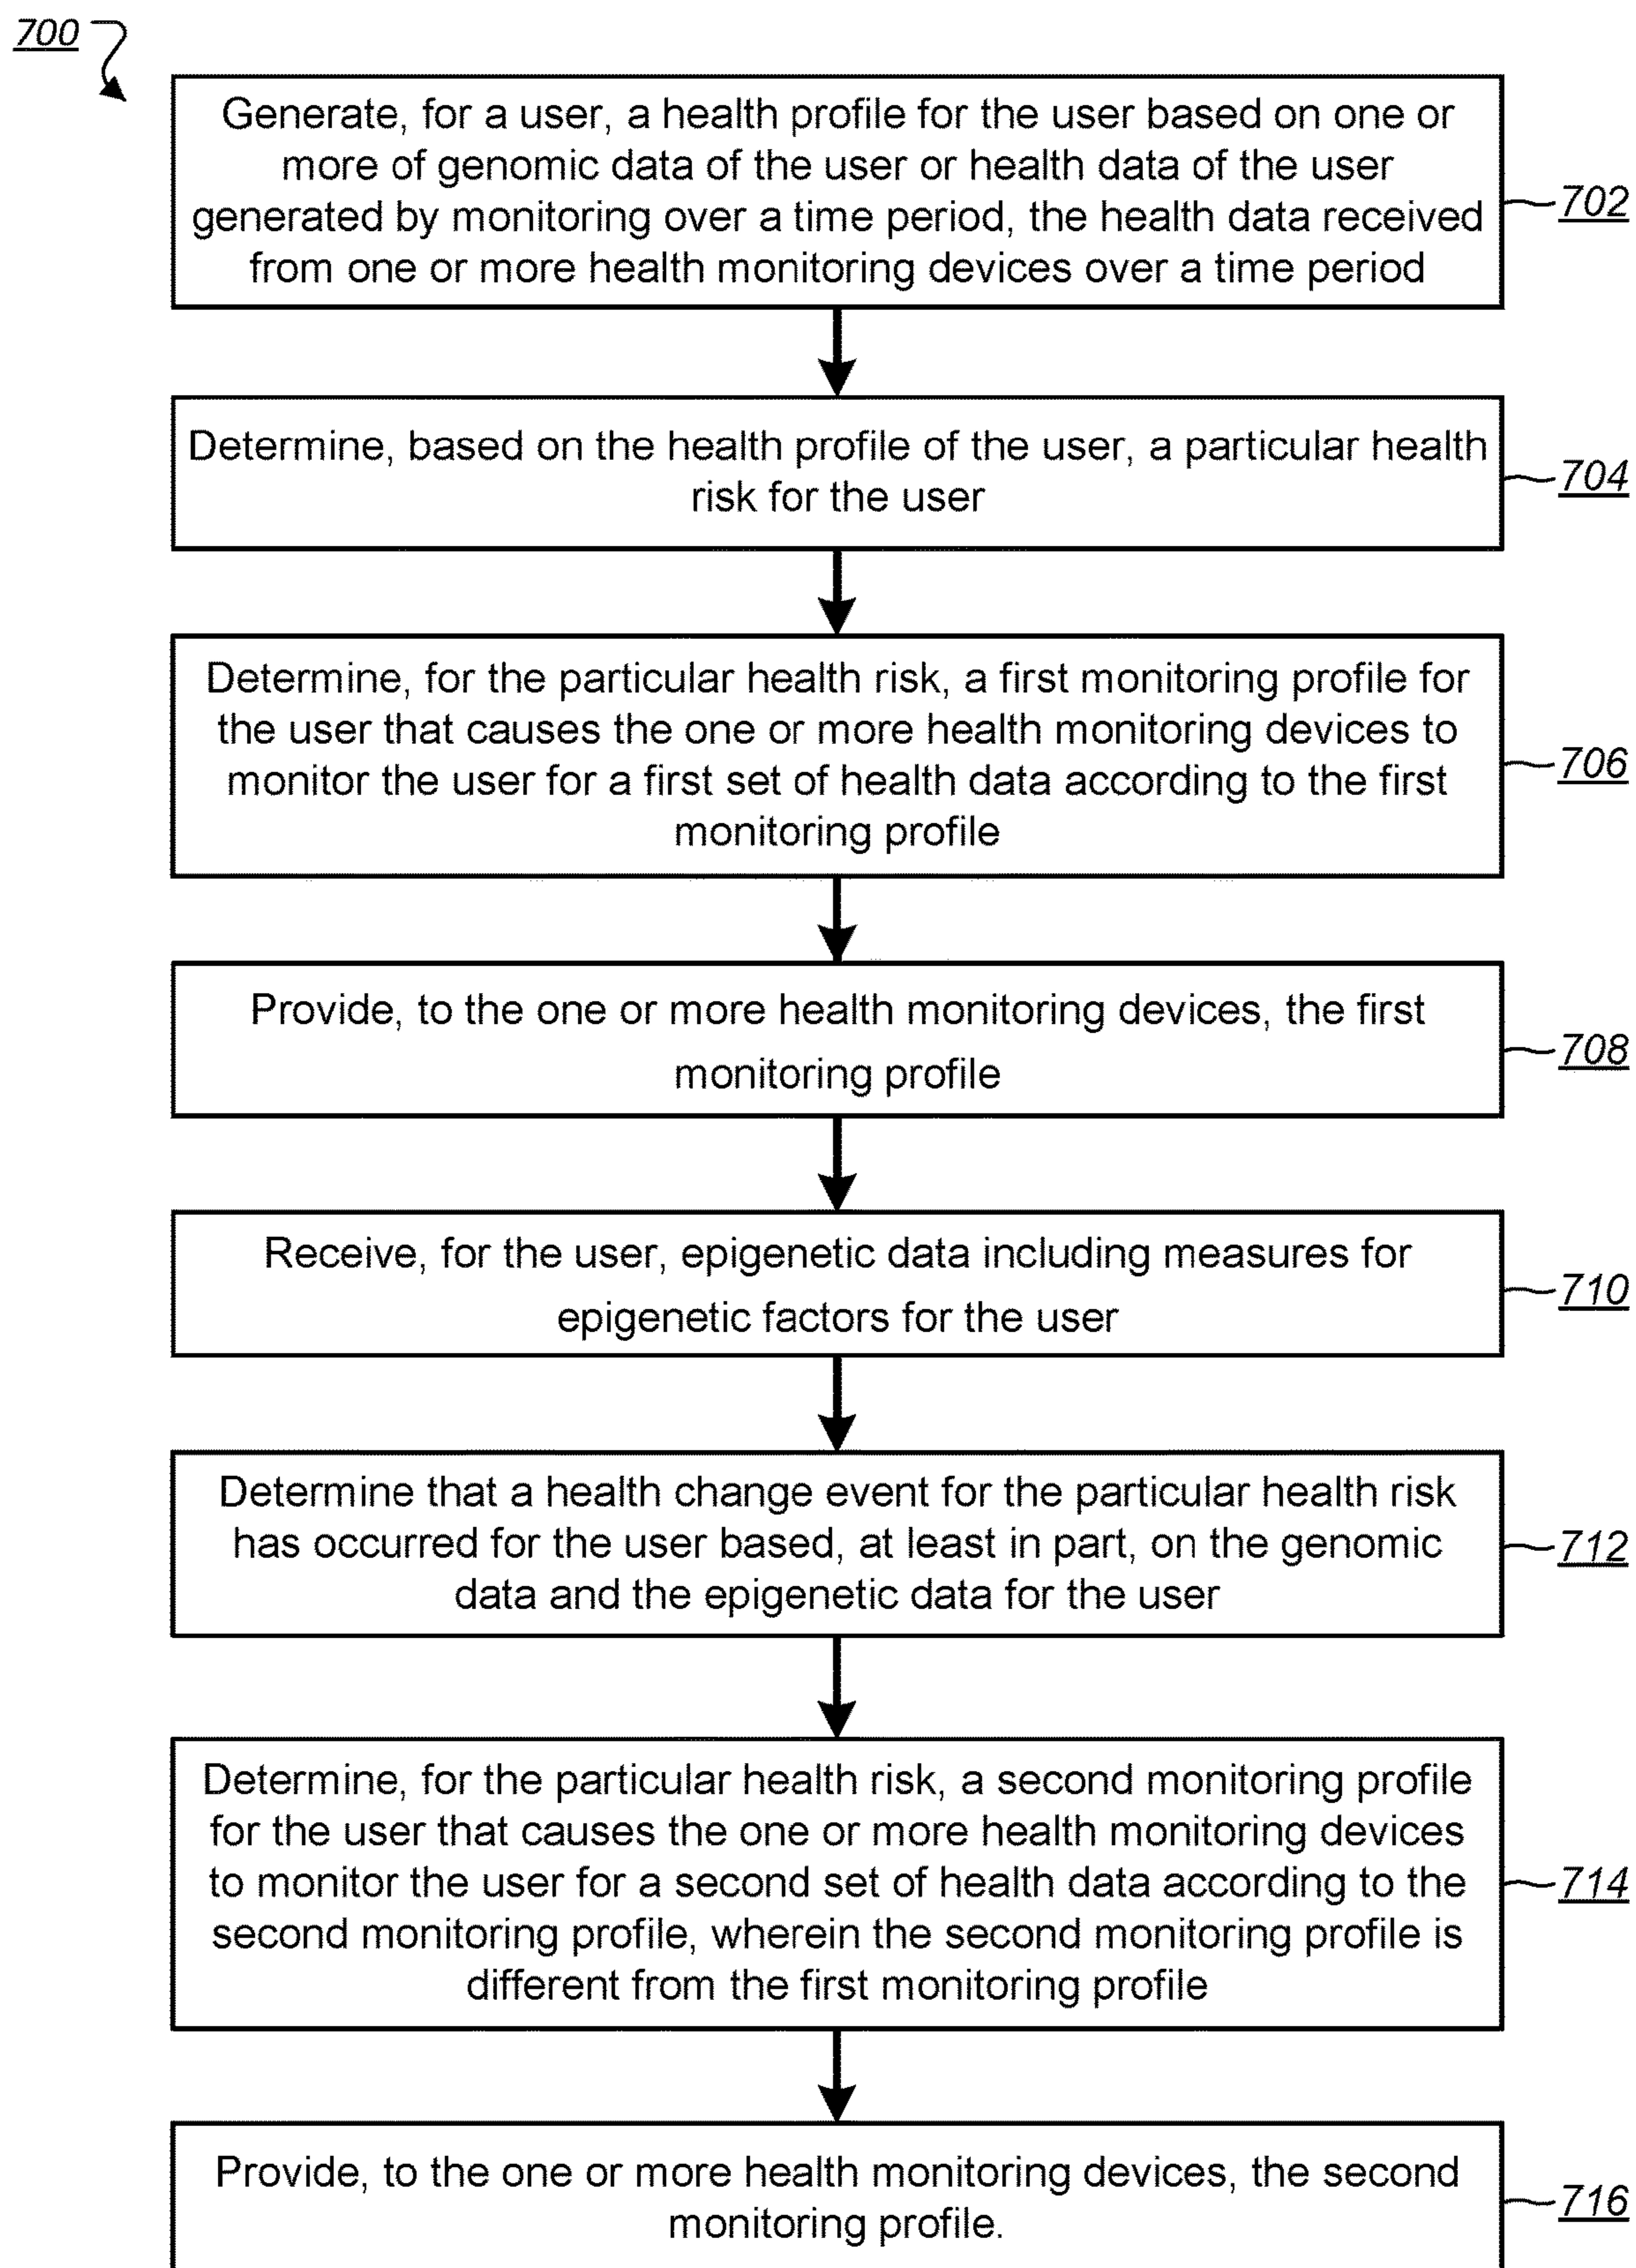 700
Generate, for a user, a health profile for the user based on one or
more of genomic data of the user or health data of the user
generated by monitoring over a time period, the health data received
from one or more health monitoring devices over a time period
702
Determine, based on the health profile of the user, a particular health
risk for the user
704
Determine, for the particular health risk, a first monitoring profile for
the user that causes the one or more health monitoring devices to
monitor the user for a first set of health data according to the first
monitoring profile
706
Provide, to the one or more health monitoring devices, the first
monitoring profile
708
Receive, for the user, epigenetic data including measures for
epigenetic factors for the user
710
Determine that a health change event for the particular health risk
has occurred for the user based, at least in part, on the genomic
data and the epigenetic data for the user
712
Determine, for the particular health risk, a second monitoring profile
for the user that causes the one or more health monitoring devices
to monitor the user for a second set of health data according to the
second monitoring profile, wherein the second monitoring profile is
different from the first monitoring profile
714
Provide, to the one or more health monitoring devices, the second
monitoring profile.
716